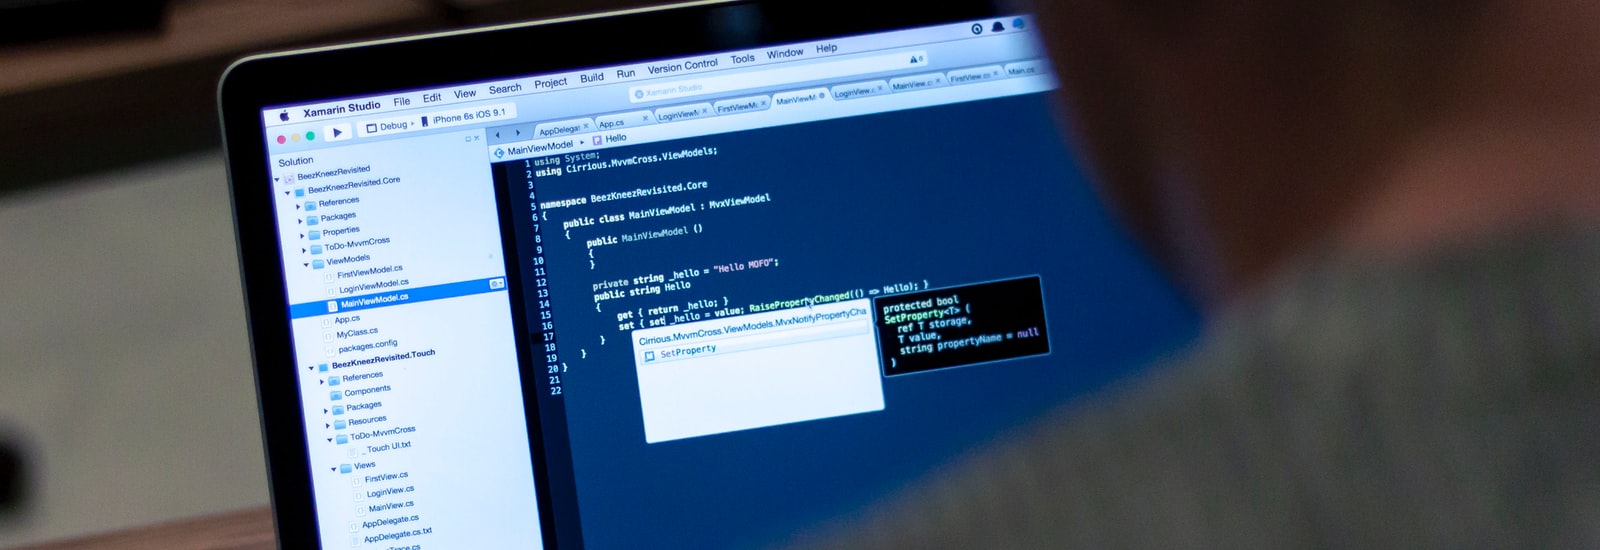 Xamarin Studio File Edit View Search Project Build Run Version Control Tools Window Help
Debug iPhone 6s iOS 9.1
Xamarin Studio
6
Solution
BeezKneezRevisited
BeezKneezRevisited.Core
References
Packages
Properties
ToDo-MvvmCross
ViewModels
FirstViewModel.cs
LoginViewModel.cs
MainViewModel.cs
App.cs
MyClass.cs
packages.config
BeezKneezRevisited.Touch
References
Components
Packages
Resources
ToDo-MvvmCross
_Touch UI.txt
Views
FirstView.cs
LoginView.cs
MainView.cs
AppDelegate.cs
AppDelegate.cs.txt
AppDelegat App.cs LoginViewM FirstViewMo MainViewM LoginView.c MainView.c FirstView.cs Main.cs
MainViewModel Hello
1 using System;
2 using Cirrious.MvvmCross.ViewModels;
3
4
5 namespace BeezKneezRevisited.Core
6 {
7 public class MainViewModel : MvxViewModel
8 {
9 public MainViewModel ()
10 {
11 }
12
13 private string _hello = "Hello MOFO";
14 public string Hello
15 {
16 get { return _hello; }
17 set { set _hello = value; RaisePropertyChanged(() => Hello); }
18 }
19 }
20 }
21
22
Cirrious.MvvmCross.ViewModels.MvxNotifyPropertyCha
SetProperty
protected bool
SetProperty<T> (
ref T storage,
T value,
string propertyName = null
)